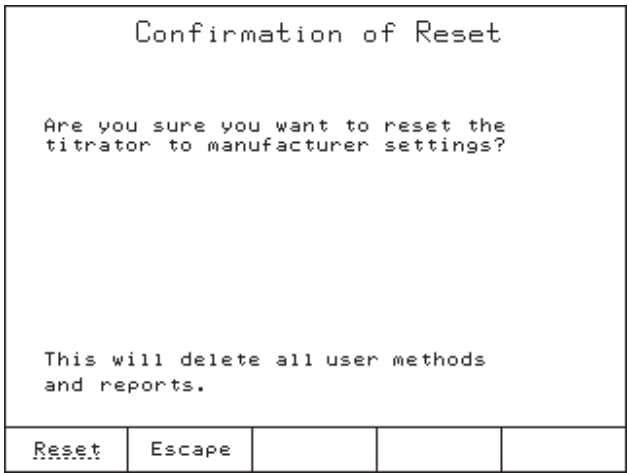 Confirmation of Reset
Are you sure you want to reset the
titrator to manufacturer settings?
This will delete all user methods
and reports.
Reset
Escape